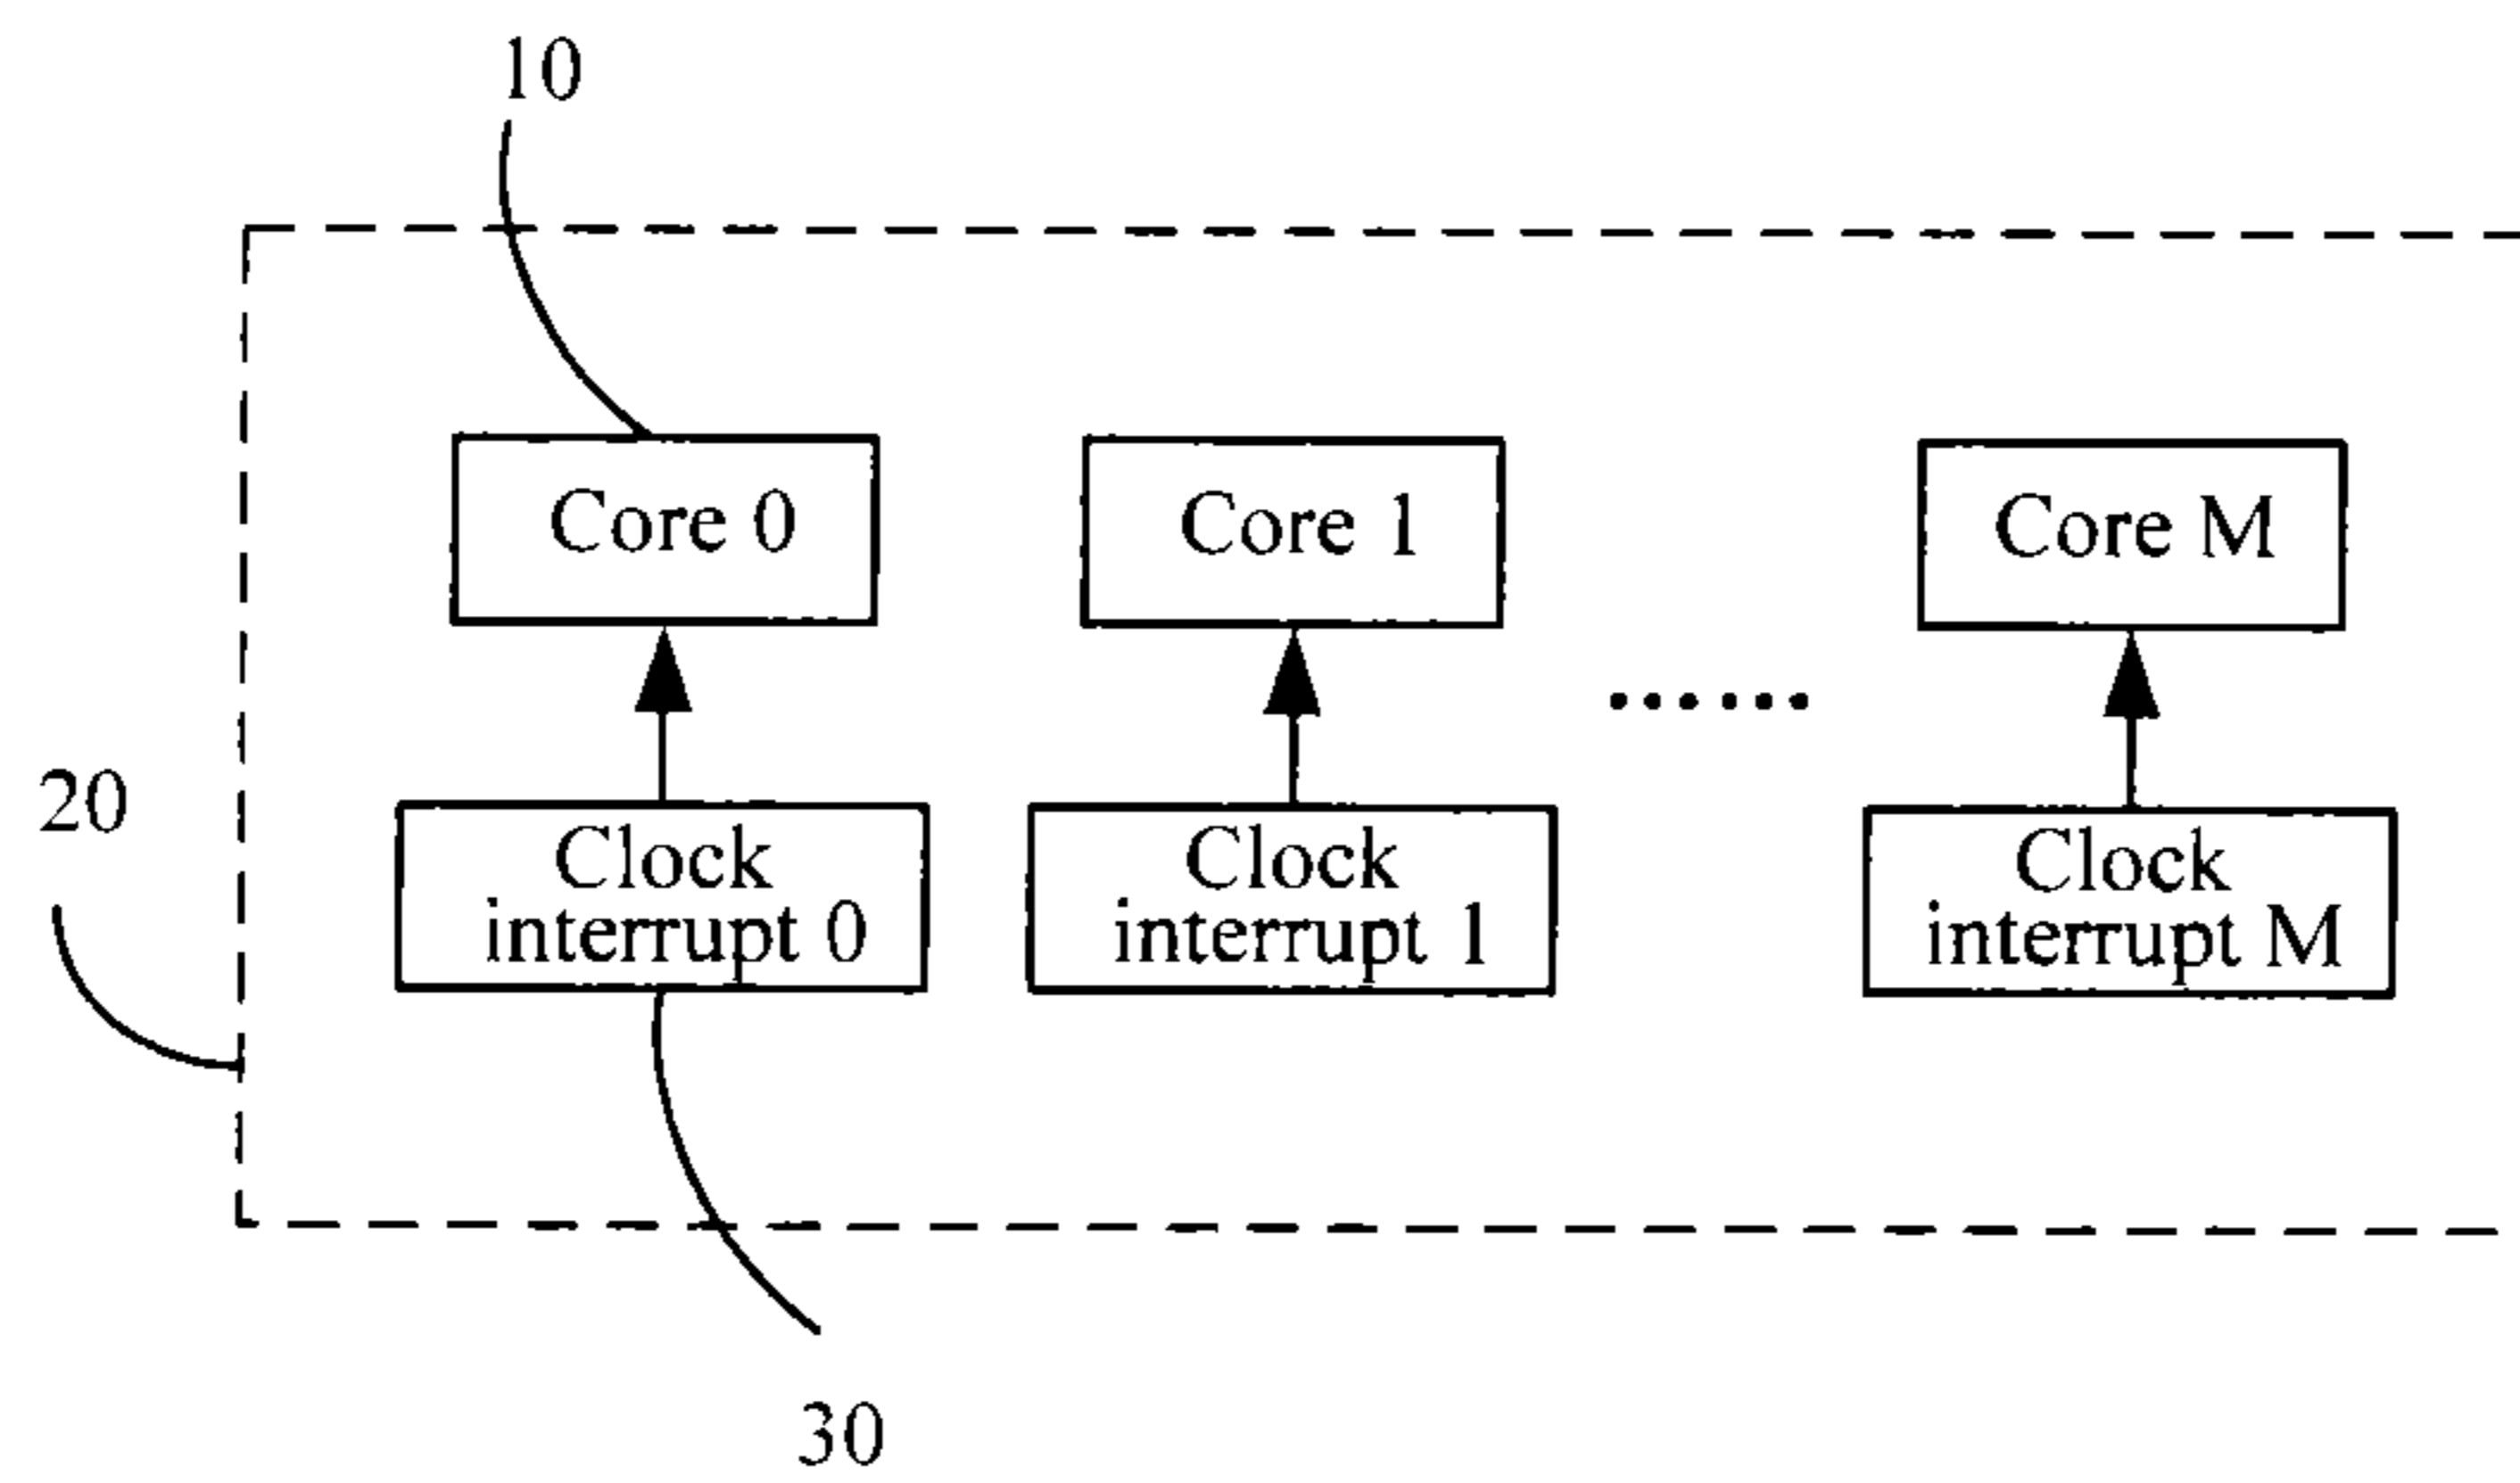 10
Core 0
Core 1
Core M
......
20
Clock
interrupt 0
Clock
interrupt 1
Clock
interrupt M
30